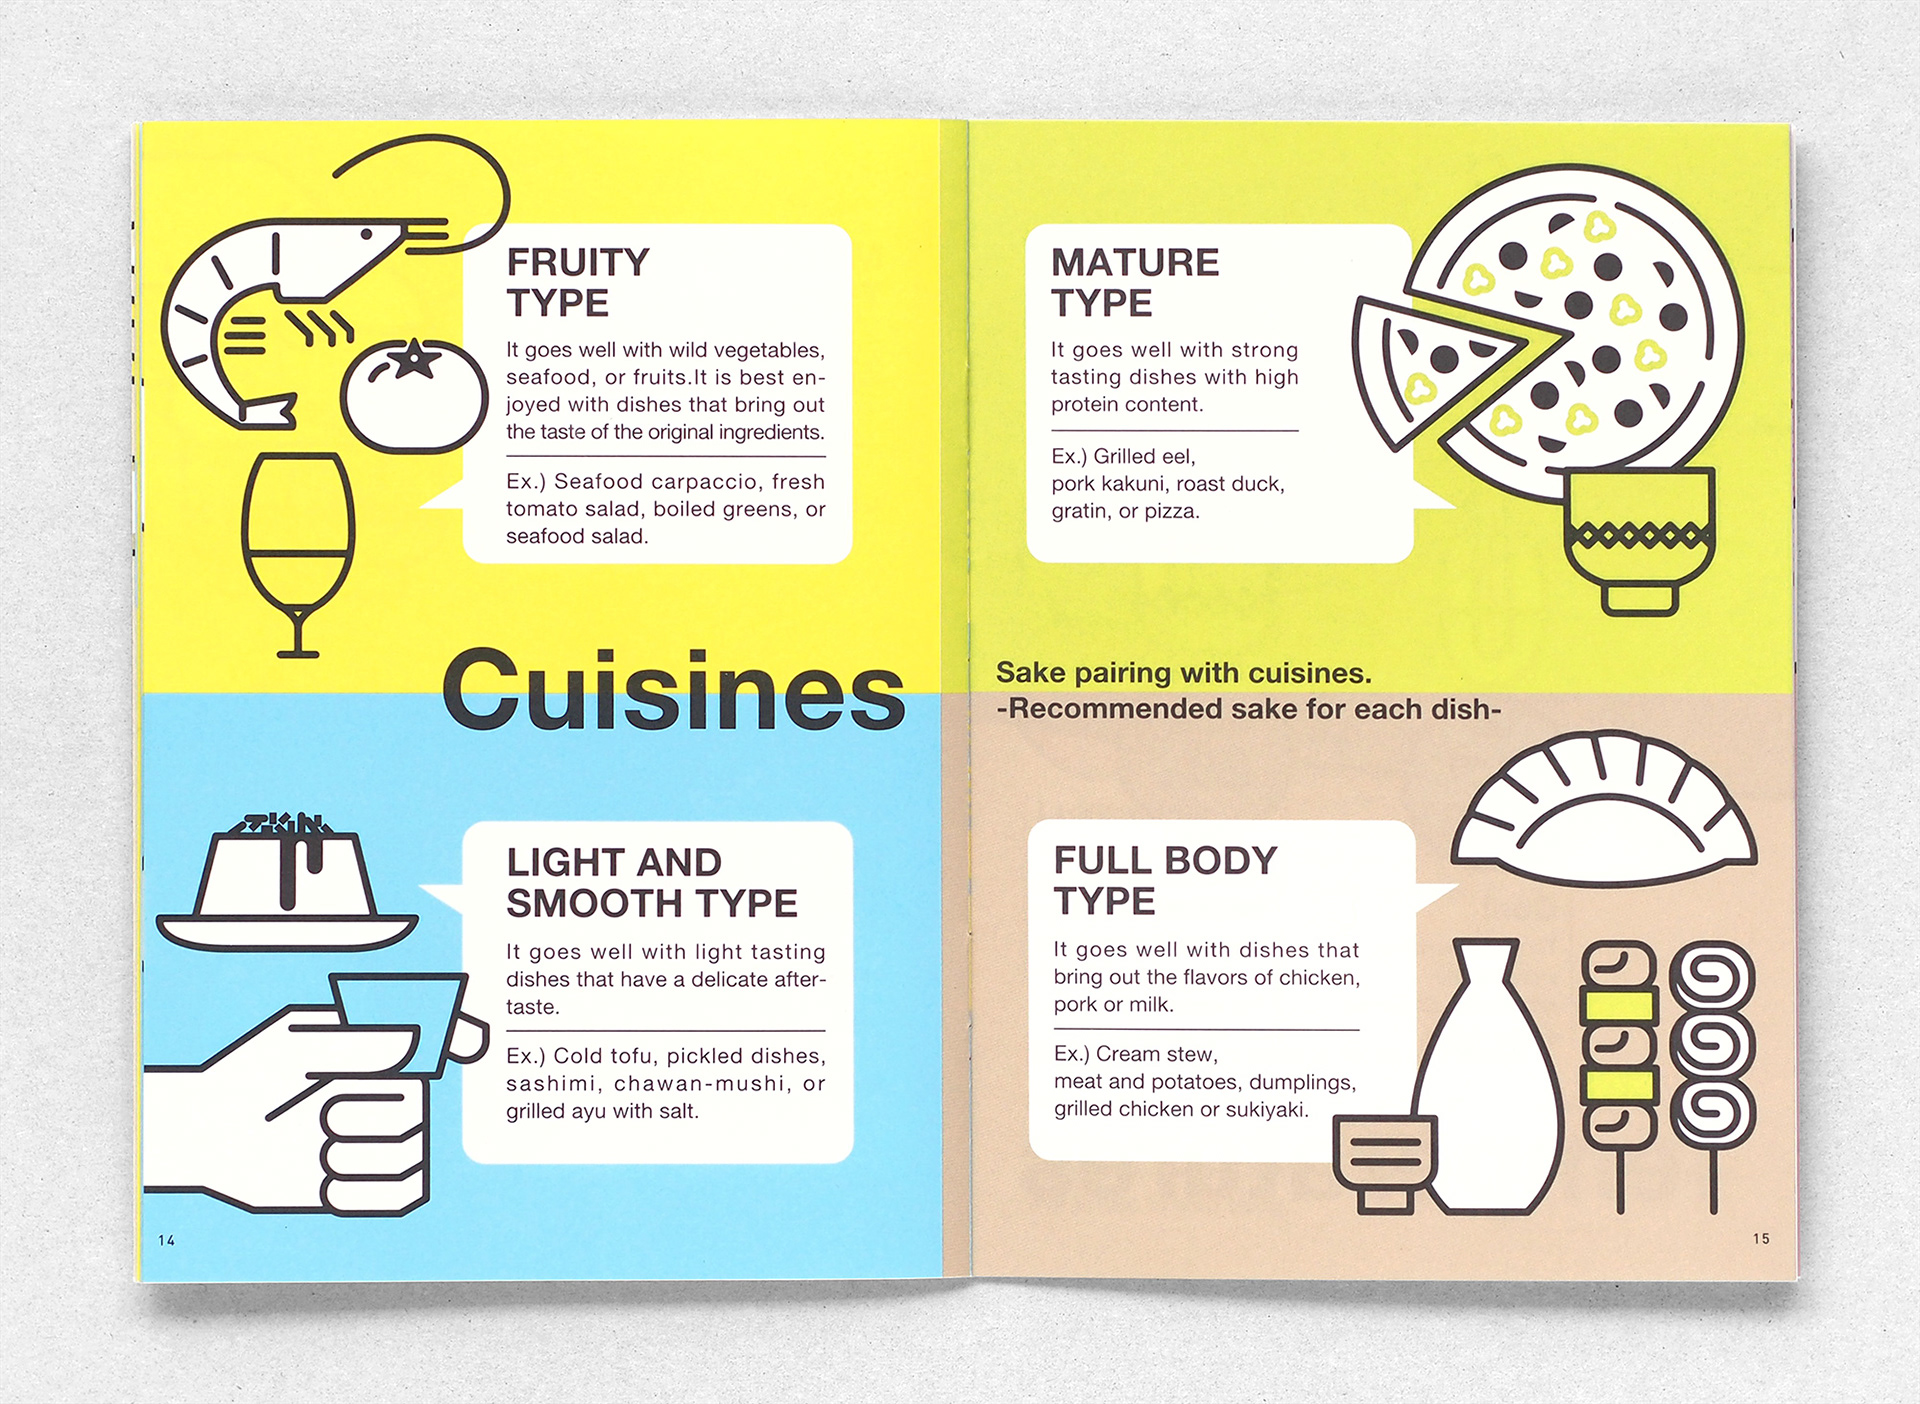 FRUITY
TYPE
It goes well with wild vegetables,
seafood, or fruits.It is best en-
joyed with dishes that bring out
the taste of the original ingredients.
Ex.) Seafood carpaccio, fresh
tomato salad, boiled greens, or
seafood salad.
MATURE
TYPE
It goes well with strong
tasting dishes with high
protein content.
Ex.) Grilled eel,
pork kakuni, roast duck,
gratin, or pizza.
Cuisines
Sake pairing with cuisines.
-Recommended sake for each dish-
LIGHT AND
SMOOTH TYPE
It goes well with light tasting
dishes that have a delicate after-
taste.
Ex.) Cold tofu, pickled dishes,
sashimi, chawan-mushi, or
grilled ayu with salt.
FULL BODY
TYPE
It goes well with dishes that
bring out the flavors of chicken,
pork or milk.
Ex.) Cream stew,
meat and potatoes, dumplings,
grilled chicken or sukiyaki.
14
15